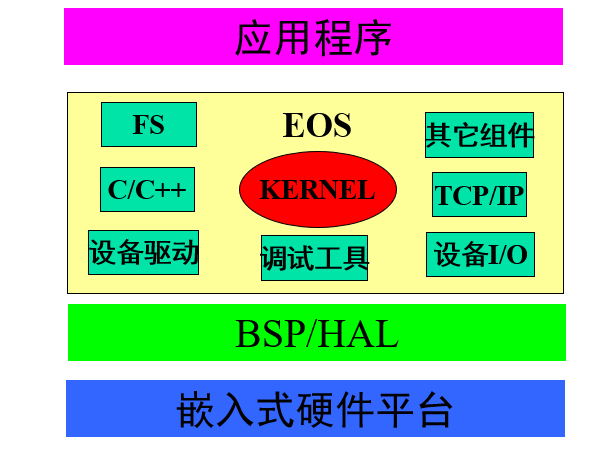 应用程序
FS
EOS
其它组件
C/C++
KERNEL
TCP/IP
设备驱动
调试工具
设备I/O
BSP/HAL
嵌入式硬件平台